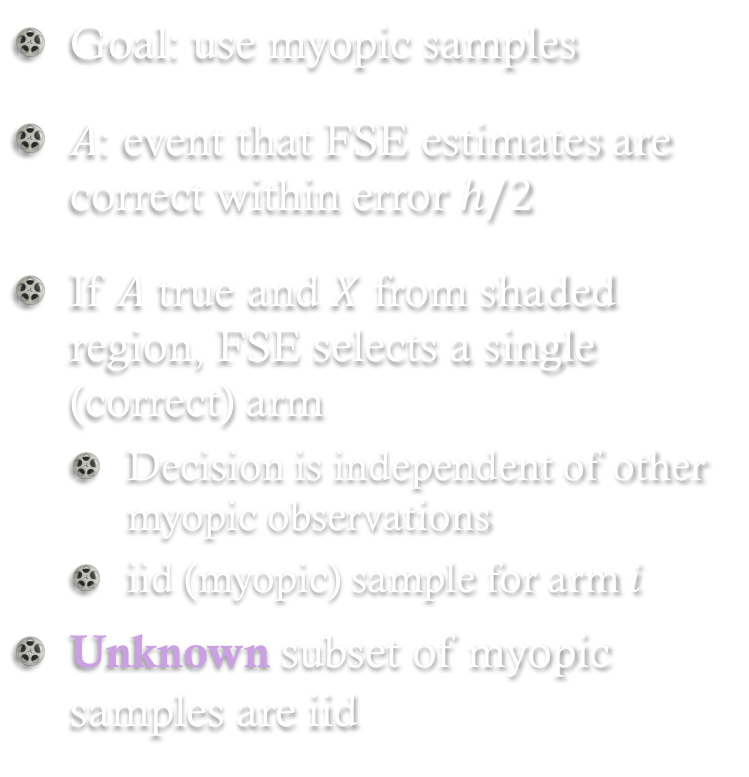 Goal: use myopic samples
A: event that FSE estimates are
correct within error h/2
If A true and X from shaded
region, FSE selects a single
(correct) arm
Decision is independent of other
myopic observations
iid (myopic) sample for arm i
Unknown subset of myopic
samples are iid